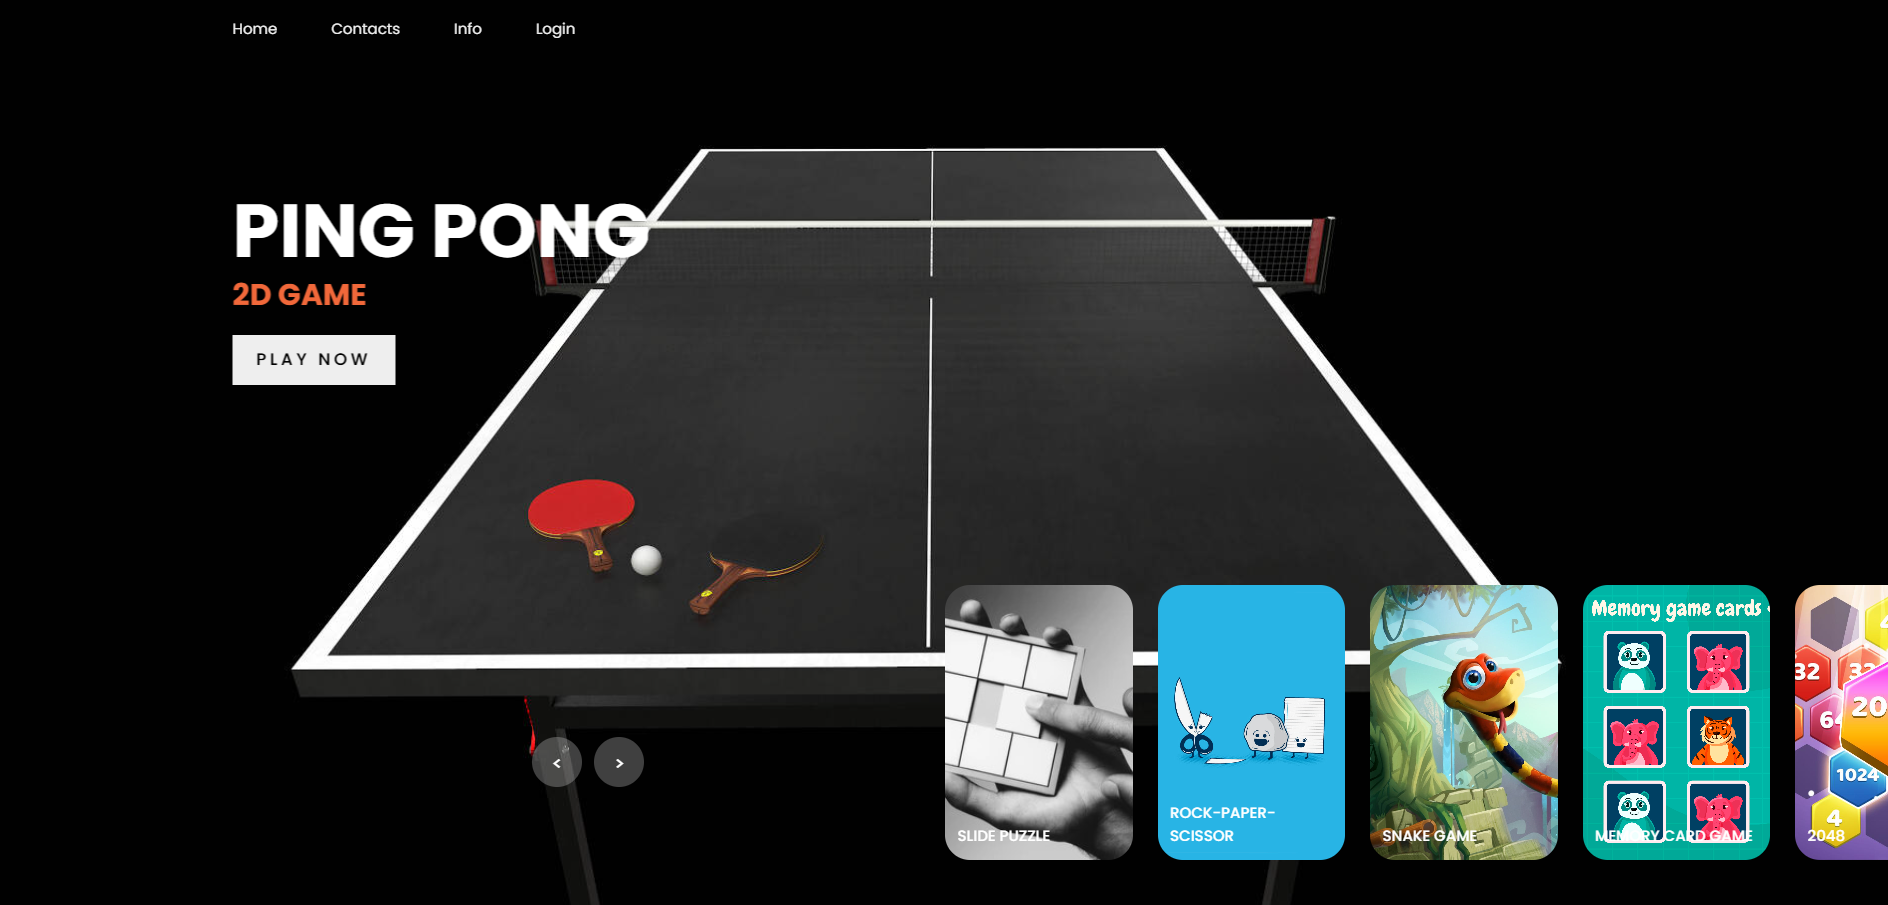 Home Contacts Info Login
PING PONG
2D GAME
PLAY NOW
< >
SLIDE PUZZLE
ROCK-PAPER-
SCISSOR
SNAKE GAME
Memory game cards
MEMORY CARD GAME
32
32
64
20
1024
4
2048